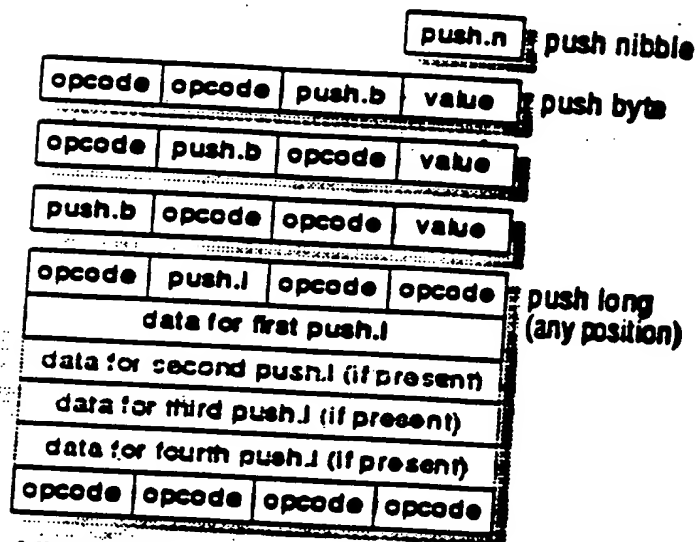 push.n push nibble
opcode opcode push.b value push byte
opcode push.b opcode value
push.b opcode opcode value
opcode push.l opcode opcode push long
data for first push.l (any position)
data for second push.l (if present)
data for third push.l (if present)
data for fourth push.l (if present)
opcode opcode opcode opcode